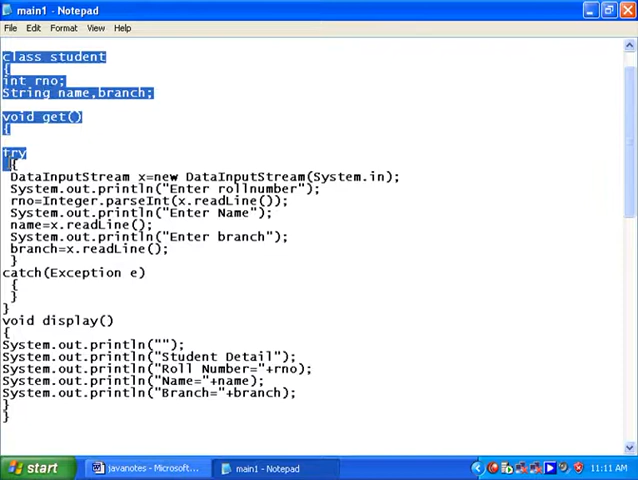 main1 - Notepad
File Edit Format View Help
class student
{
int rno;
String name,branch;
void get()
{
try
{
DataInputStream x=new DataInputStream(System.in);
System.out.println("Enter rollnumber");
rno=Integer.parseInt(x.readLine());
System.out.println("Enter Name");
name=x.readLine();
System.out.println("Enter branch");
branch=x.readLine();
}
catch(Exception e)
{
}
}
void display()
{
System.out.println("");
System.out.println("Student Detail");
System.out.println("Roll Number="+rno);
System.out.println("Name="+name);
System.out.println("Branch="+branch);
}
}
start javanotes - Microsoft... main1 - Notepad 11:11 AM